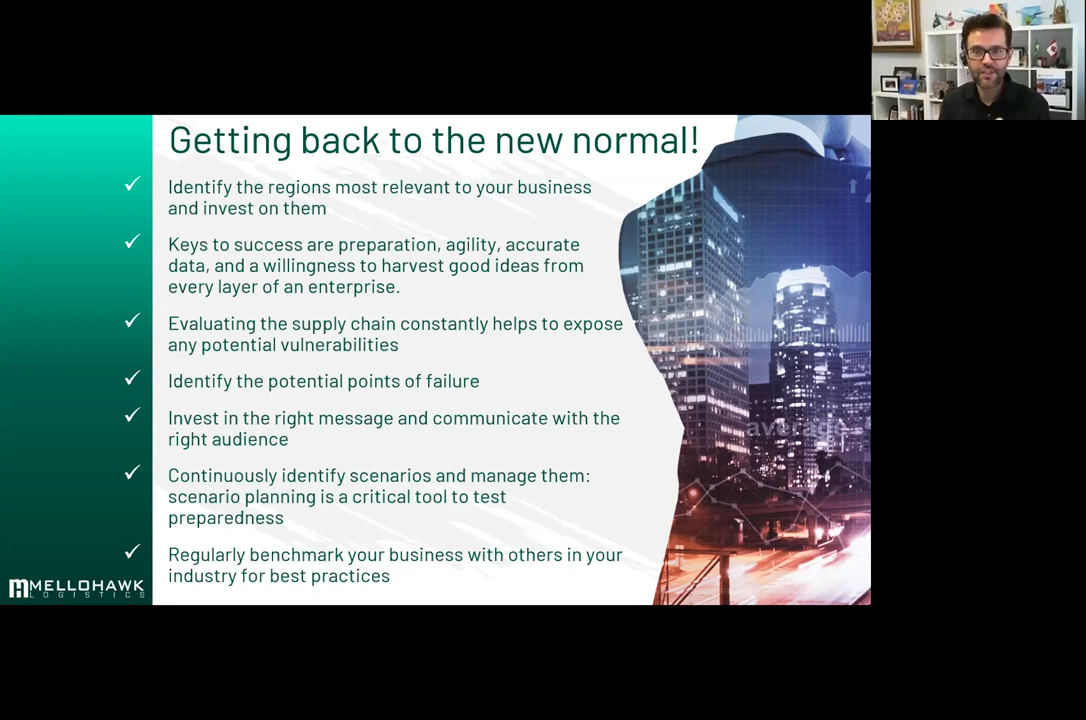 Getting back to the new normal!
Identify the regions most relevant to your business
and invest on them
Keys to success are preparation, agility, accurate
data, and a willingness to harvest good ideas from
every layer of an enterprise.
Evaluating the supply chain constantly helps to expose
any potential vulnerabilities
Identify the potential points of failure
Invest in the right message and communicate with the
right audience
Continuously identify scenarios and manage them:
scenario planning is a critical tool to test
preparedness
Regularly benchmark your business with others in your
industry for best practices
MELLOHAWK
LOGISTICS
average